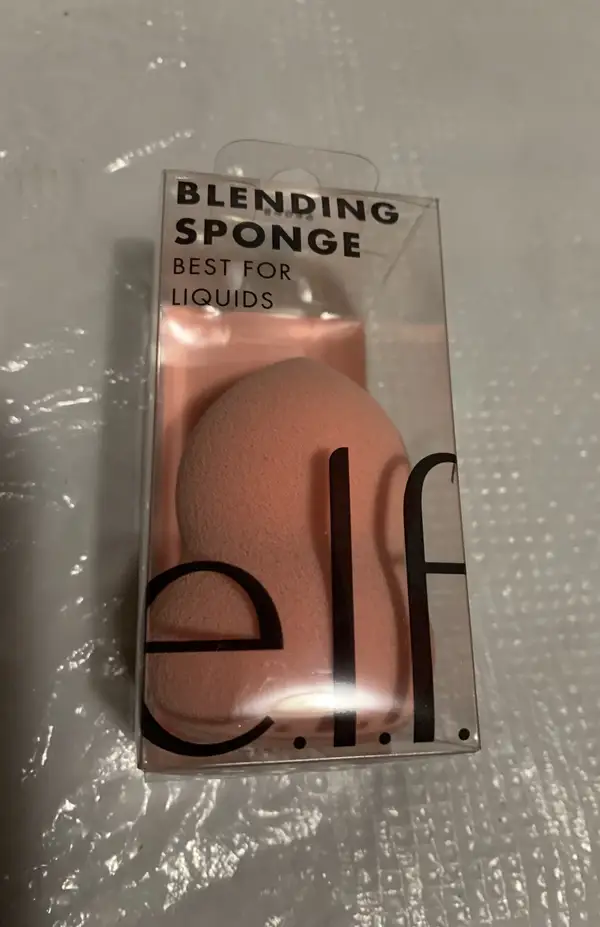 BLENDING
SPONGE
BEST FOR
LIQUIDS
e.l.f.